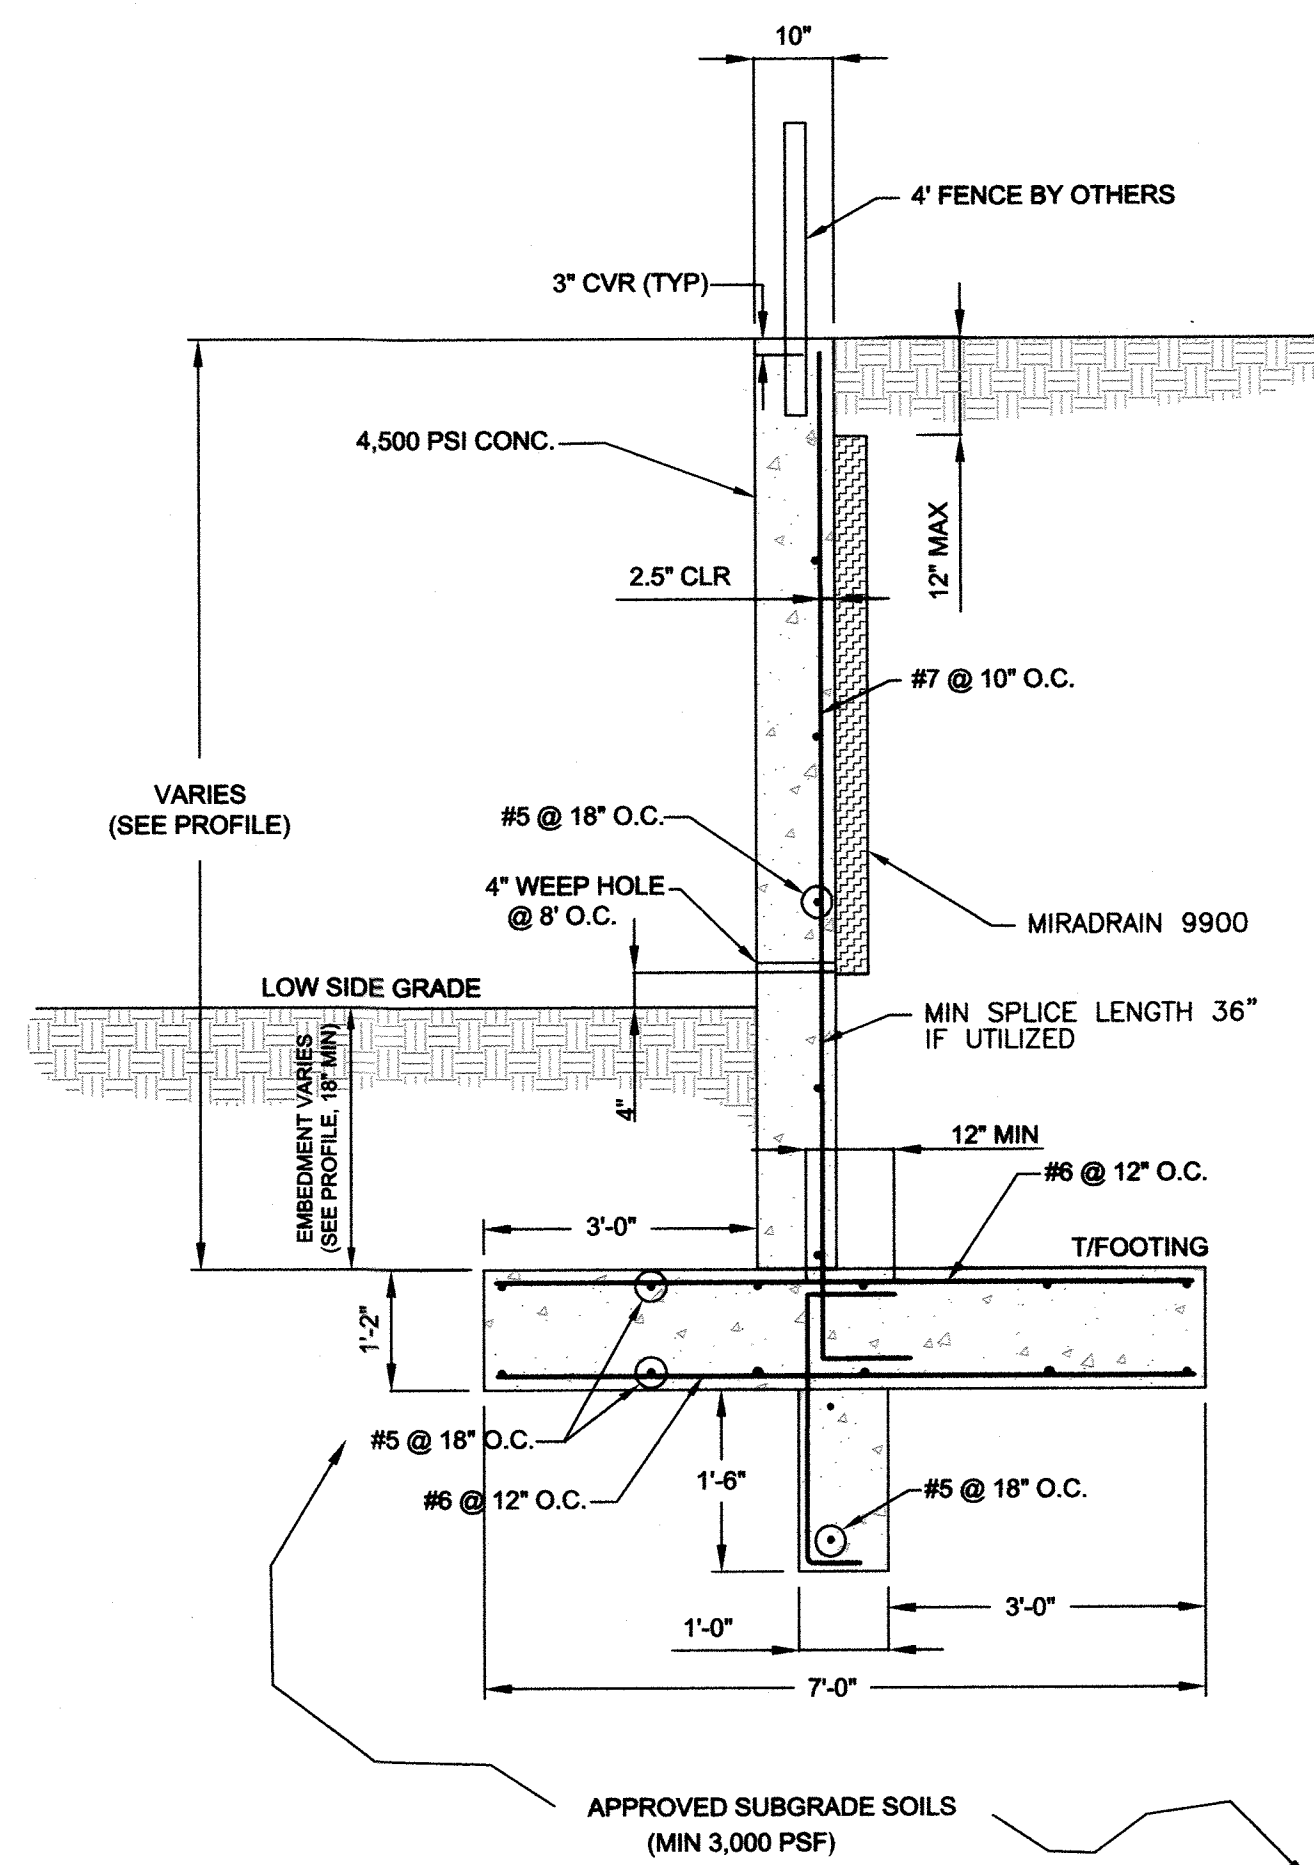 10"
4' FENCE BY OTHERS
3" CVR (TYP)
4,500 PSI CONC.
12" MAX
2.5" CLR
#7 @ 10" O.C.
VARIES
(SEE PROFILE)
#5 @ 18" O.C.
4" WEEP HOLE
@ 8' O.C.
MIRADRAIN 9900
LOW SIDE GRADE
MIN SPLICE LENGTH 36"
IF UTILIZED
EMBEDMENT VARIES
(SEE PROFILE, 18" MIN)
4"
12" MIN
#6 @ 12" O.C.
3'-0"
T/FOOTING
1'-2"
#5 @ 18" O.C.
#6 @ 12" O.C.
1'-6"
#5 @ 18" O.C.
3'-0"
1'-0"
7'-0"
APPROVED SUBGRADE SOILS
(MIN 3,000 PSF)